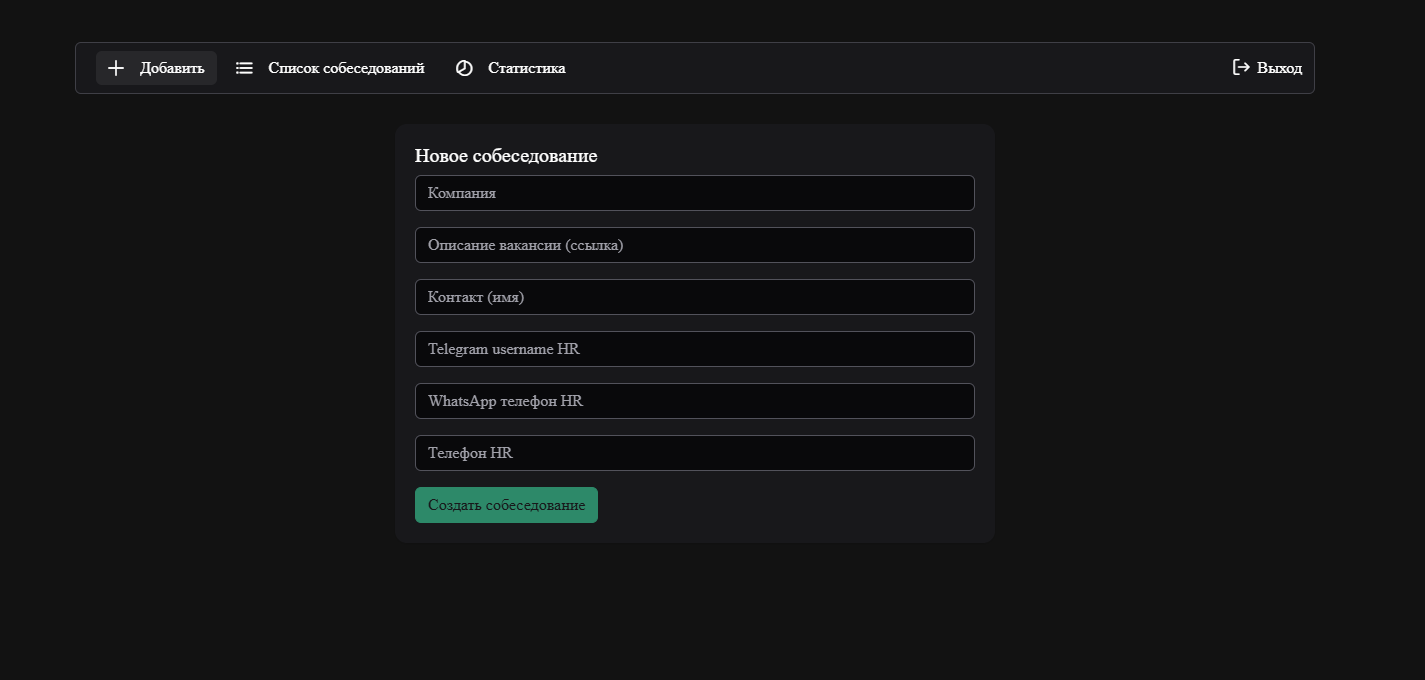 Добавить
Список собеседований
Статистика
Выход
Новое собеседование
Компания
Описание вакансии (ссылка)
Контакт (имя)
Telegram username HR
WhatsApp телефон HR
Телефон HR
Создать собеседование